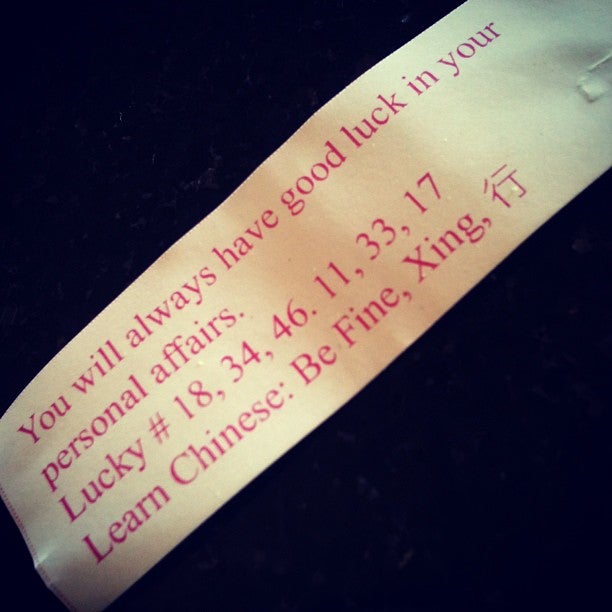 You will always have good luck in your
personal affairs.
Lucky # 18, 34, 46. 11, 33, 17
Learn Chinese: Be Fine, Xing, 行